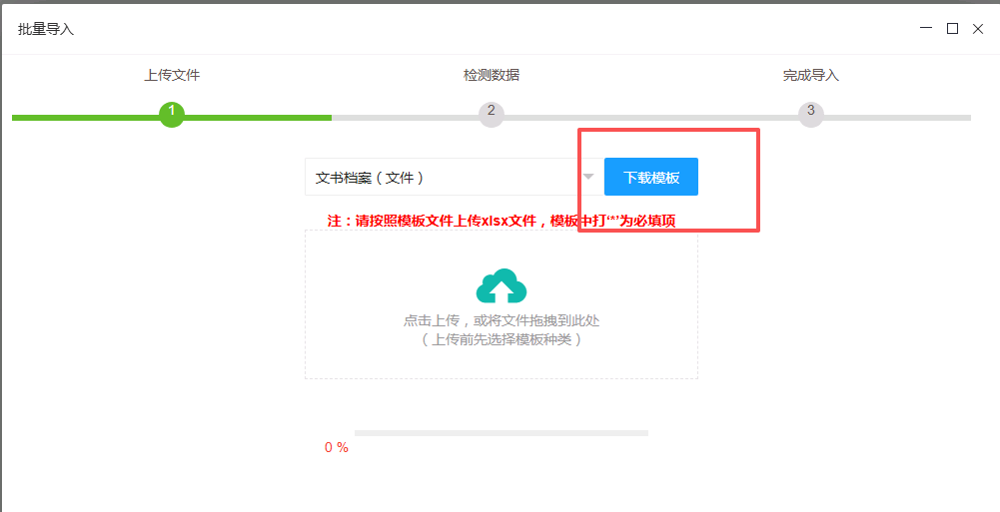 批量导入
上传文件
检测数据
完成导入
1
2
3
文书档案（文件）
下载模板
注：请按照模板文件上传xlsx文件，模板中打“*”为必填项
点击上传，或将文件拖拽到此处
（上传前先选择模板种类）
0 %